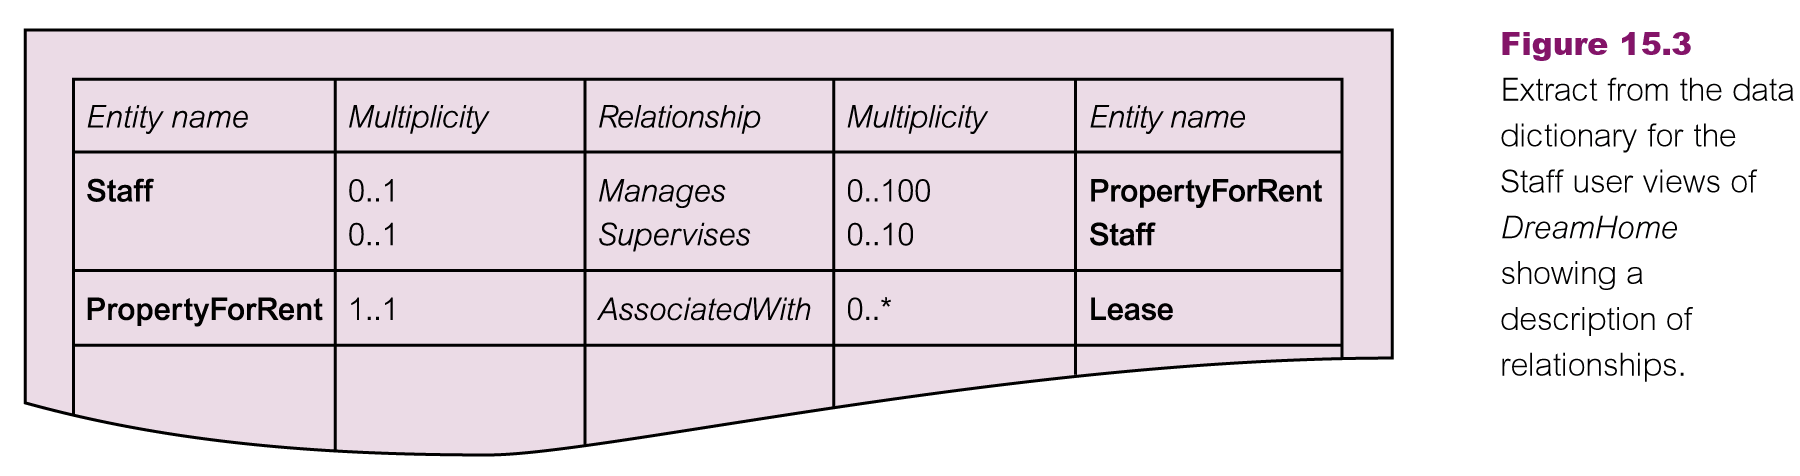 Entity name Multiplicity Relationship Multiplicity Entity name
Staff 0..1 Manages 0..100 PropertyForRent
0..1 Supervises 0..10 Staff
PropertyForRent 1..1 AssociatedWith 0..* Lease
Figure 15.3
Extract from the data
dictionary for the
Staff user views of
DreamHome
showing a
description of
relationships.